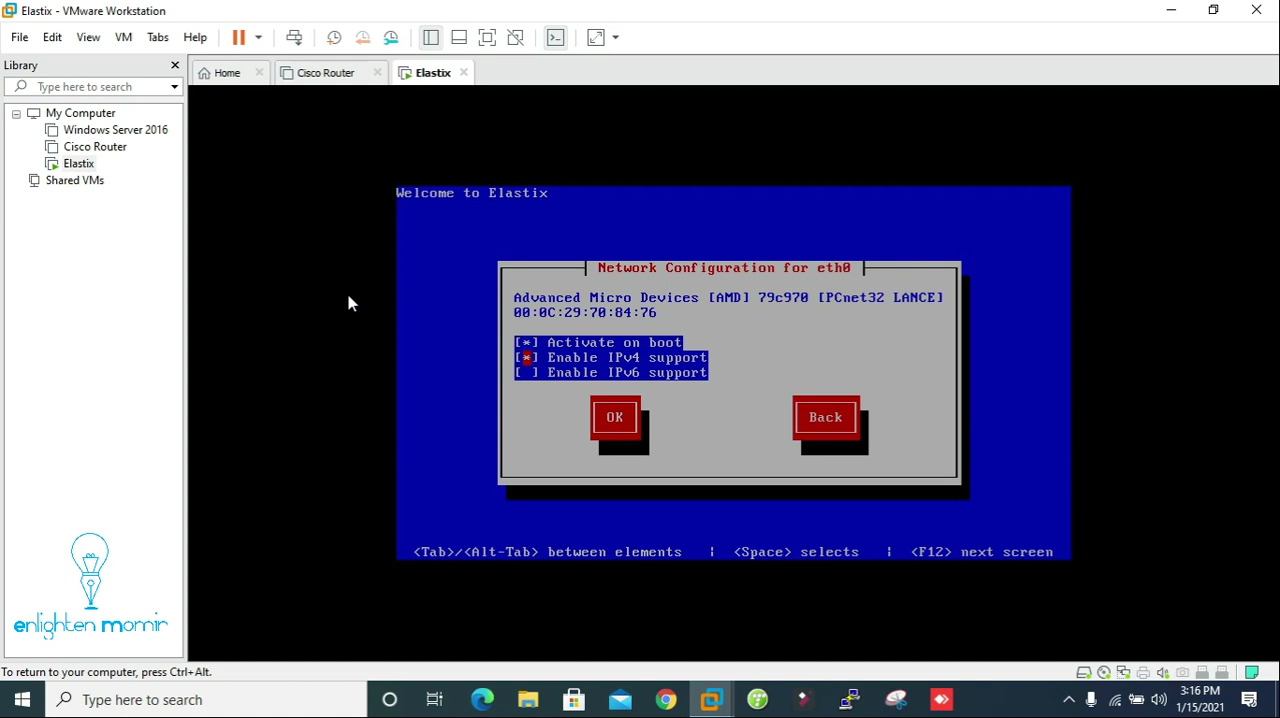 Elastix - VMware Workstation
File Edit View VM Tabs Help
Library
Type here to search
My Computer
Windows Server 2016
Cisco Router
Elastix
Shared VMs
Home
Cisco Router
Elastix
Welcome to Elastix
Network Configuration for eth0
Advanced Micro Devices [AMD] 79c970 [PCnet32 LANCE]
00:0C:29:70:84:76
[*] Activate on boot
[*] Enable IPv4 support
[ ] Enable IPv6 support
OK Back
<Tab>/<Alt-Tab> between elements | <Space> selects | <F12> next screen
enlighten mornir
To return to your computer, press Ctrl+Alt.
Type here to search
3:16 PM
1/15/2021